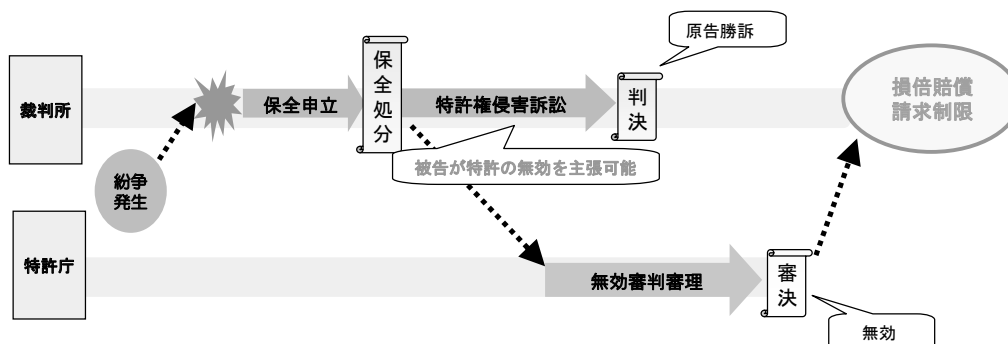 原告勝訴
裁判所
保全申立
保全処分
特許権侵害訴訟
判決
損倍賠償
請求制限
被告が特許の無効を主張可能
紛争
発生
特許庁
無効審判審理
審決
無効